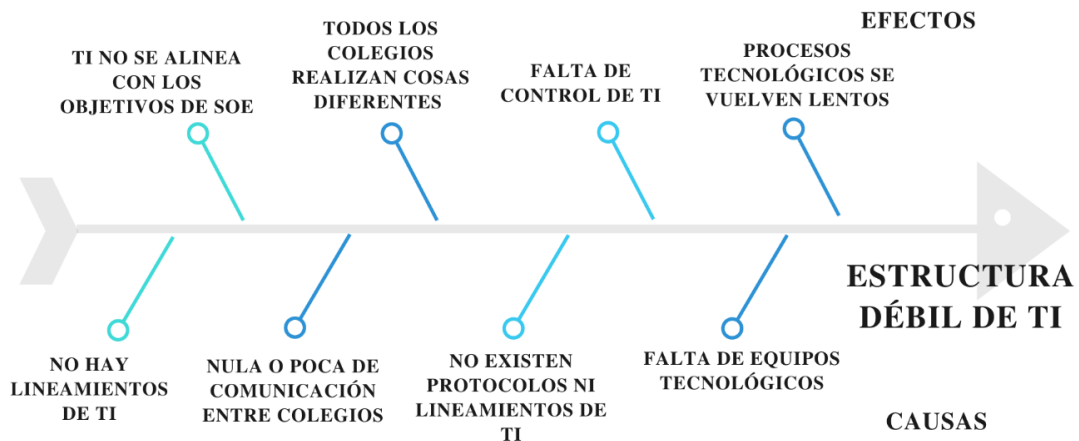 EFECTOS
TI NO SE ALINEA
CON LOS
OBJETIVOS DE SOE
TODOS LOS
COLEGIOS
REALIZAN COSAS
DIFERENTES
FALTA DE
CONTROL DE TI
PROCESOS
TECNOLÓGICOS SE
VUELVEN LENTOS
ESTRUCTURA
DÉBIL DE TI
NO HAY
LINEAMIENTOS
DE TI
NULA O POCA DE
COMUNICACIÓN
ENTRE COLEGIOS
NO EXISTEN
PROTOCOLOS NI
LINEAMIENTOS DE
TI
FALTA DE EQUIPOS
TECNOLÓGICOS
CAUSAS